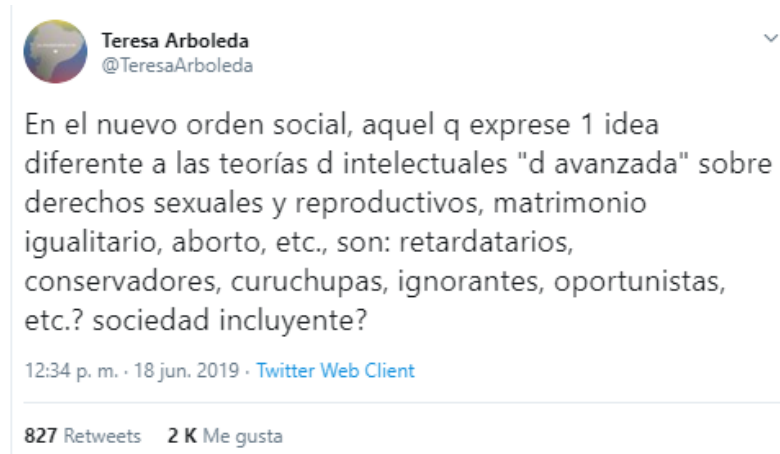 Teresa Arboleda
@TeresaArboleda
En el nuevo orden social, aquel q exprese 1 idea
diferente a las teorías d intelectuales "d avanzada" sobre
derechos sexuales y reproductivos, matrimonio
igualitario, aborto, etc., son: retardatarios,
conservadores, curuchupas, ignorantes, oportunistas,
etc.? sociedad incluyente?
12:34 p. m. · 18 jun. 2019 · Twitter Web Client
827 Retweets 2 K Me gusta